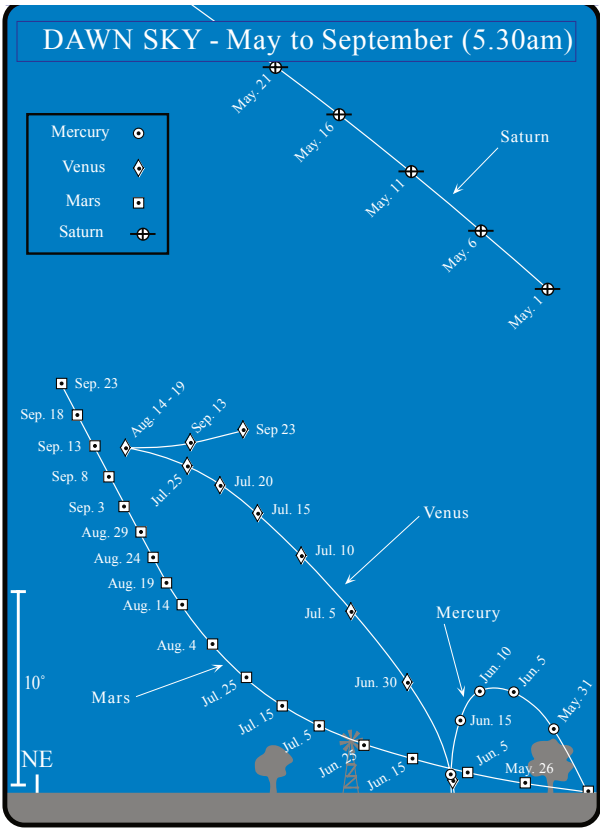 DAWN SKY - May to September (5.30am)
May. 21
Mercury
May. 16
Saturn
Venus
May. 11
Mars
Saturn
May. 6
May. 1
Sep. 23
Aug. 14 - 19
Sep. 18
Sep. 13
Sep 23
Sep. 13
Jul. 25
Sep. 8
Jul. 20
Sep. 3
Jul. 15
Venus
Aug. 29
Jul. 10
Aug. 24
Aug. 19
Aug. 14
Jul. 5
Mercury
Aug. 4
Jun. 10
Jun. 5
10°
Jul. 25
Jun. 30
May. 31
Mars
Jul. 15
Jun. 15
Jul. 5
NE
Jun. 25
Jun. 15
Jun. 5
May. 26